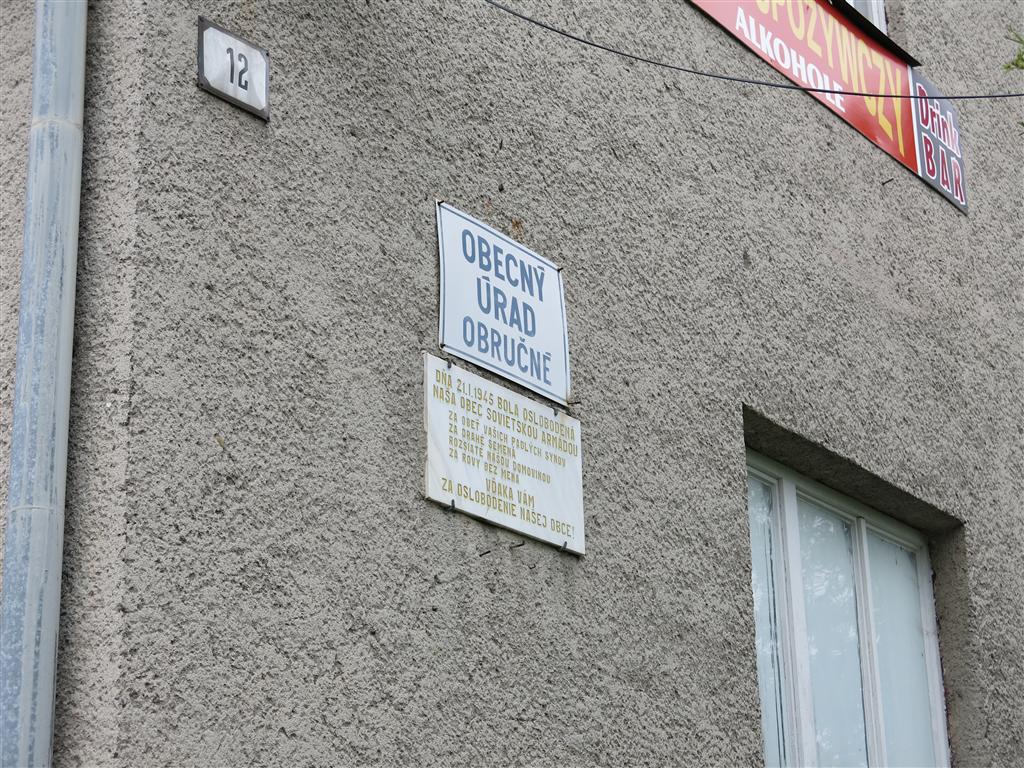 12
SPOŻYWCZY
ALKOHOLE
Drink
BAR
OBECNÝ
ÚRAD
OBRUČNÉ
DŇA 21.I.1945 BOLA OSLOBODENÁ
NAŠA OBEC SOVIETSKOU ARMÁDOU
ZA OBEŤ VAŠICH PADLÝCH SYNOV
ZA DRAHÉ SEMENÁ
ROZSIATE NAŠOU DOMOVINOU
ZA ROVY BEZ MENA
VĎAKA VÁM
ZA OSLOBODENIE NAŠEJ OBCE!